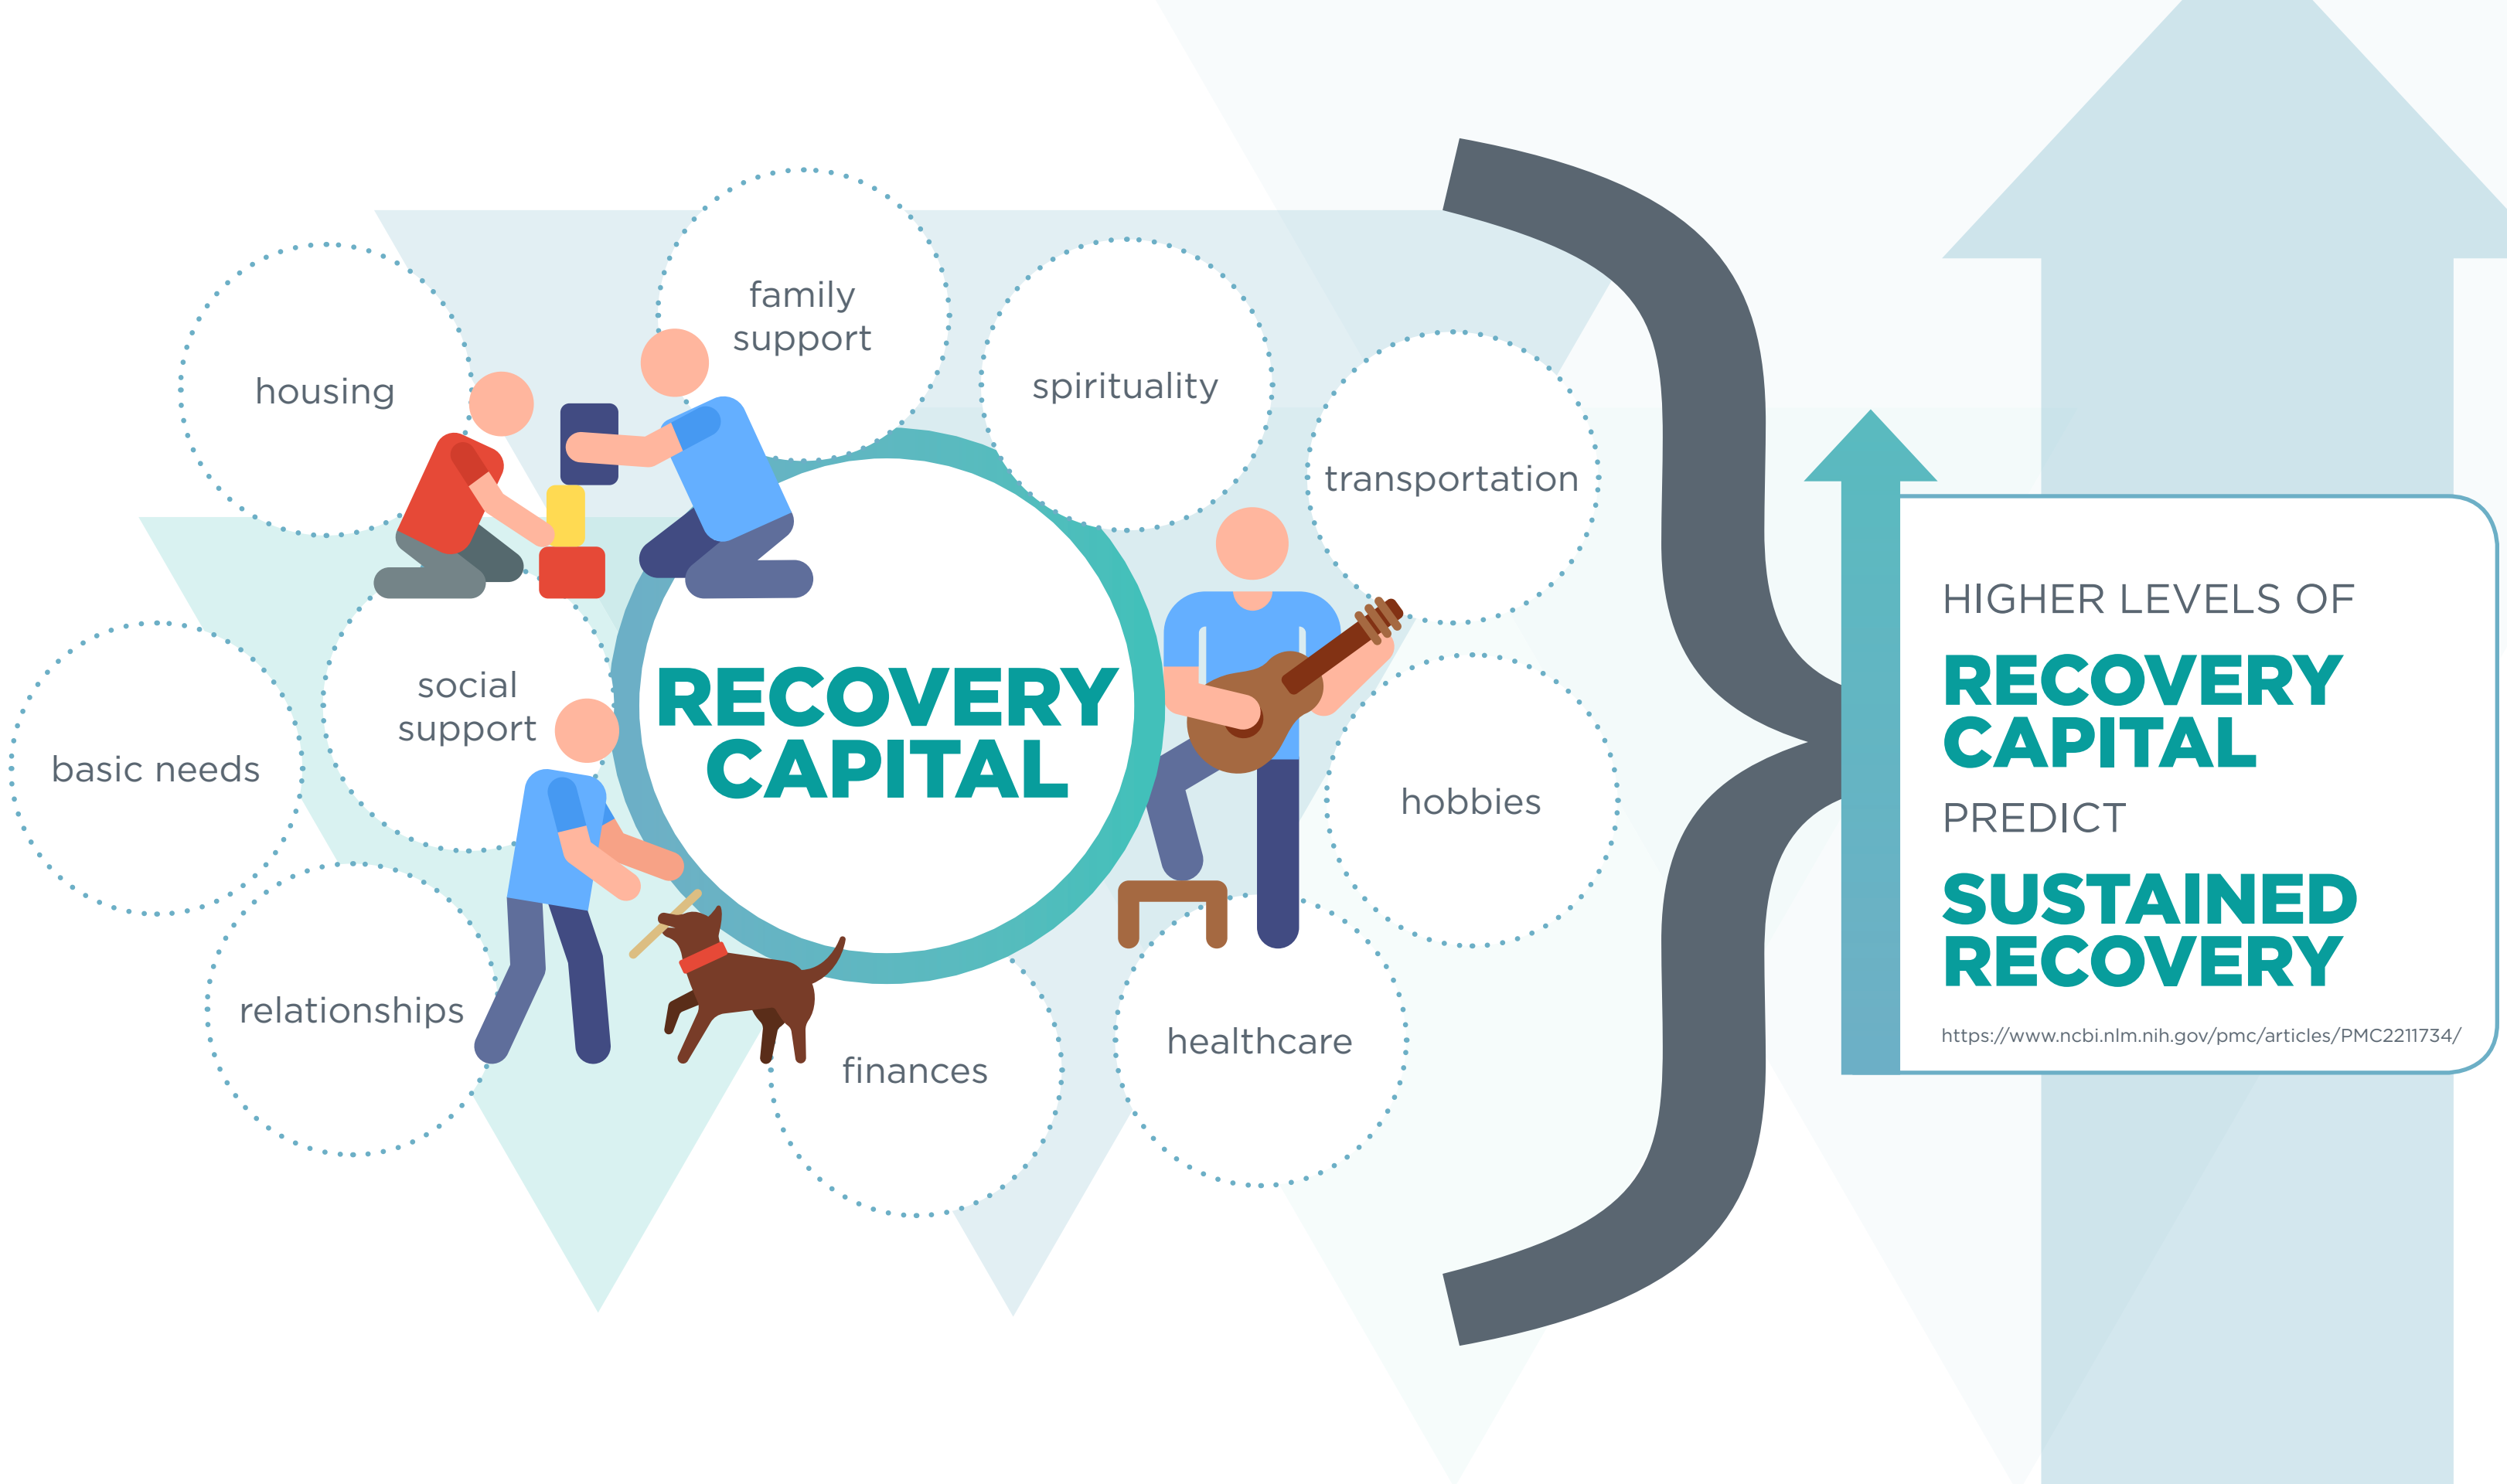 family
support
housing
spirituality
transportation
social
support
RECOVERY
CAPITAL
basic needs
hobbies
relationships
finances
healthcare
HIGHER LEVELS OF
RECOVERY
CAPITAL
PREDICT
SUSTAINED
RECOVERY
https://www.ncbi.nlm.nih.gov/pmc/articles/PMC2211734/